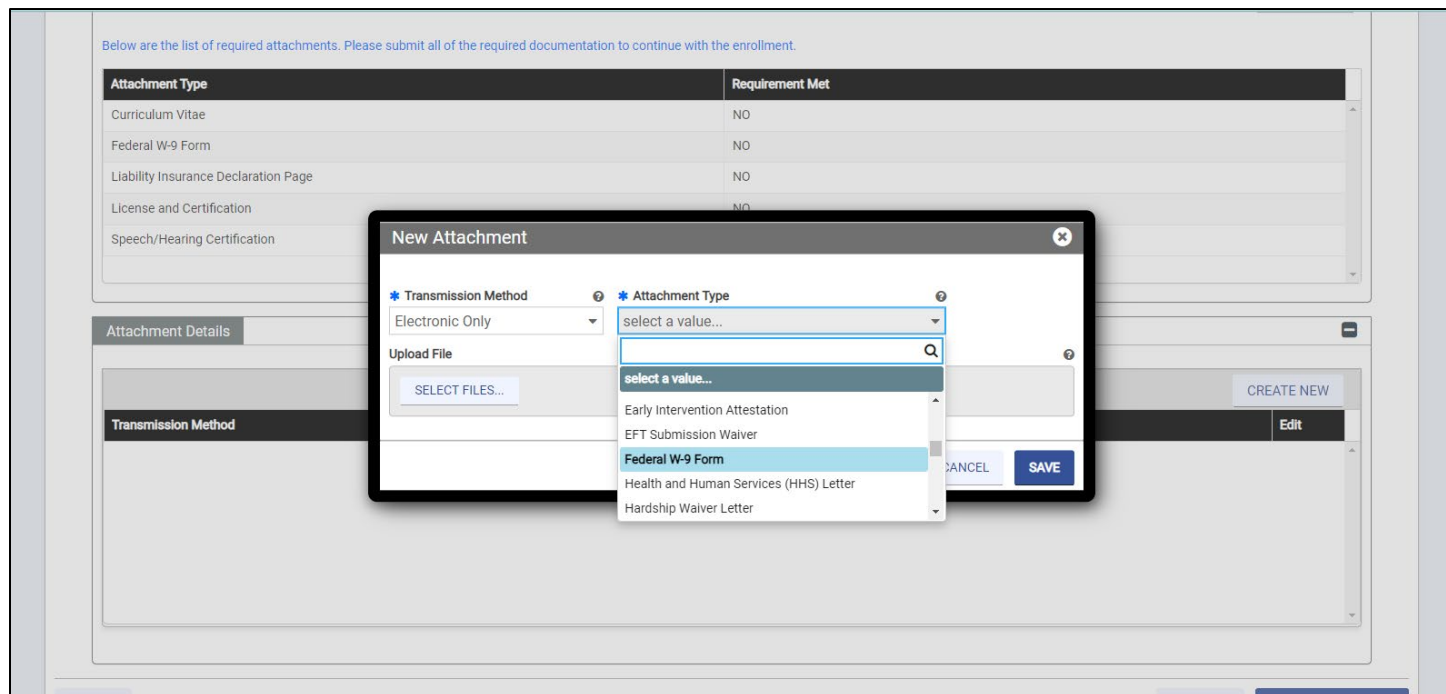 Below are the list of required attachments. Please submit all of the required documentation to continue with the enrollment.
Attachment Type Requirement Met
Curriculum Vitae NO
Federal W-9 Form NO
Liability Insurance Declaration Page NO
License and Certification NO
Speech/Hearing Certification
New Attachment
* Transmission Method * Attachment Type
Electronic Only select a value...
Upload File
SELECT FILES...
select a value...
Early Intervention Attestation
EFT Submission Waiver
Federal W-9 Form
Health and Human Services (HHS) Letter
Hardship Waiver Letter
SAVE
Attachment Details
CREATE NEW
Transmission Method Edit